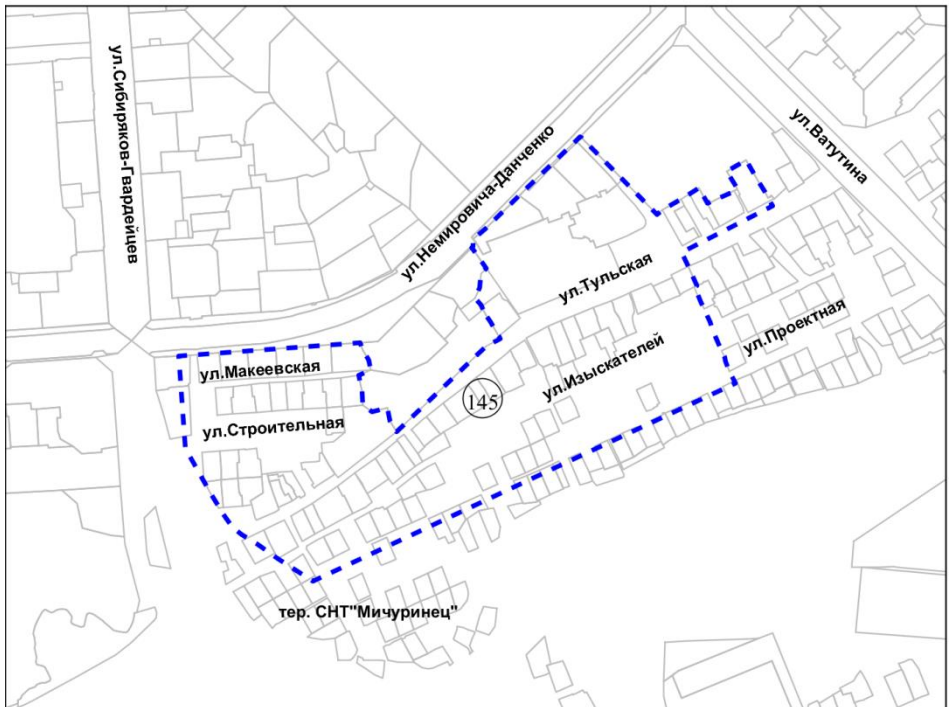 ул.Сибиряков-Гвардейцев
ул.Немировича-Данченко
ул.Ватутина
ул.Тульская
ул.Проектная
ул.Изыскателей
ул.Макеевская
145
ул.Строительная
тер. СНТ"Мичуринец"